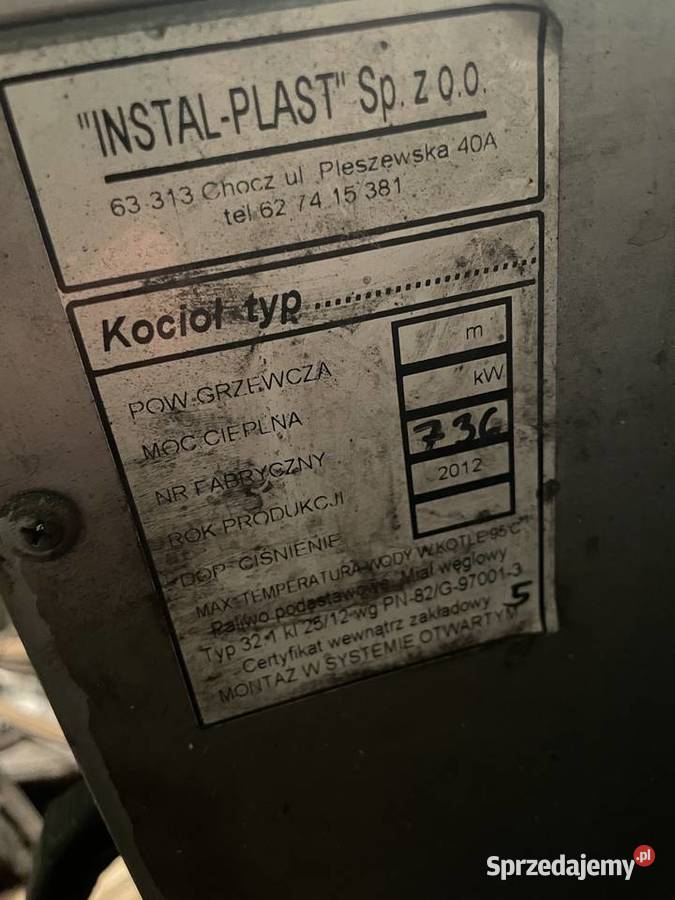 "INSTAL-PLAST" Sp. z o.o.
63 313 Chocz ul Pleszewska 40A
tel 62 74 15 381
Kocioł typ ................................
POW. GRZEWCZA m
MOC CIEPLNA kW
NR FABRYCZNY 736
ROK PRODUKCJI 2012
DOP. CIŚNIENIE
MAX. TEMPERATURA WODY W KOTLE 95°C
Paliwo podastawowe Miał węglowy
Typ 32-1 kl 25/12-wg PN-82/G-97001-3
Certyfikat wewnątrz zakładowy 5
MONTAŻ W SYSTEMIE OTWARTYM
Sprzedajemy.pl